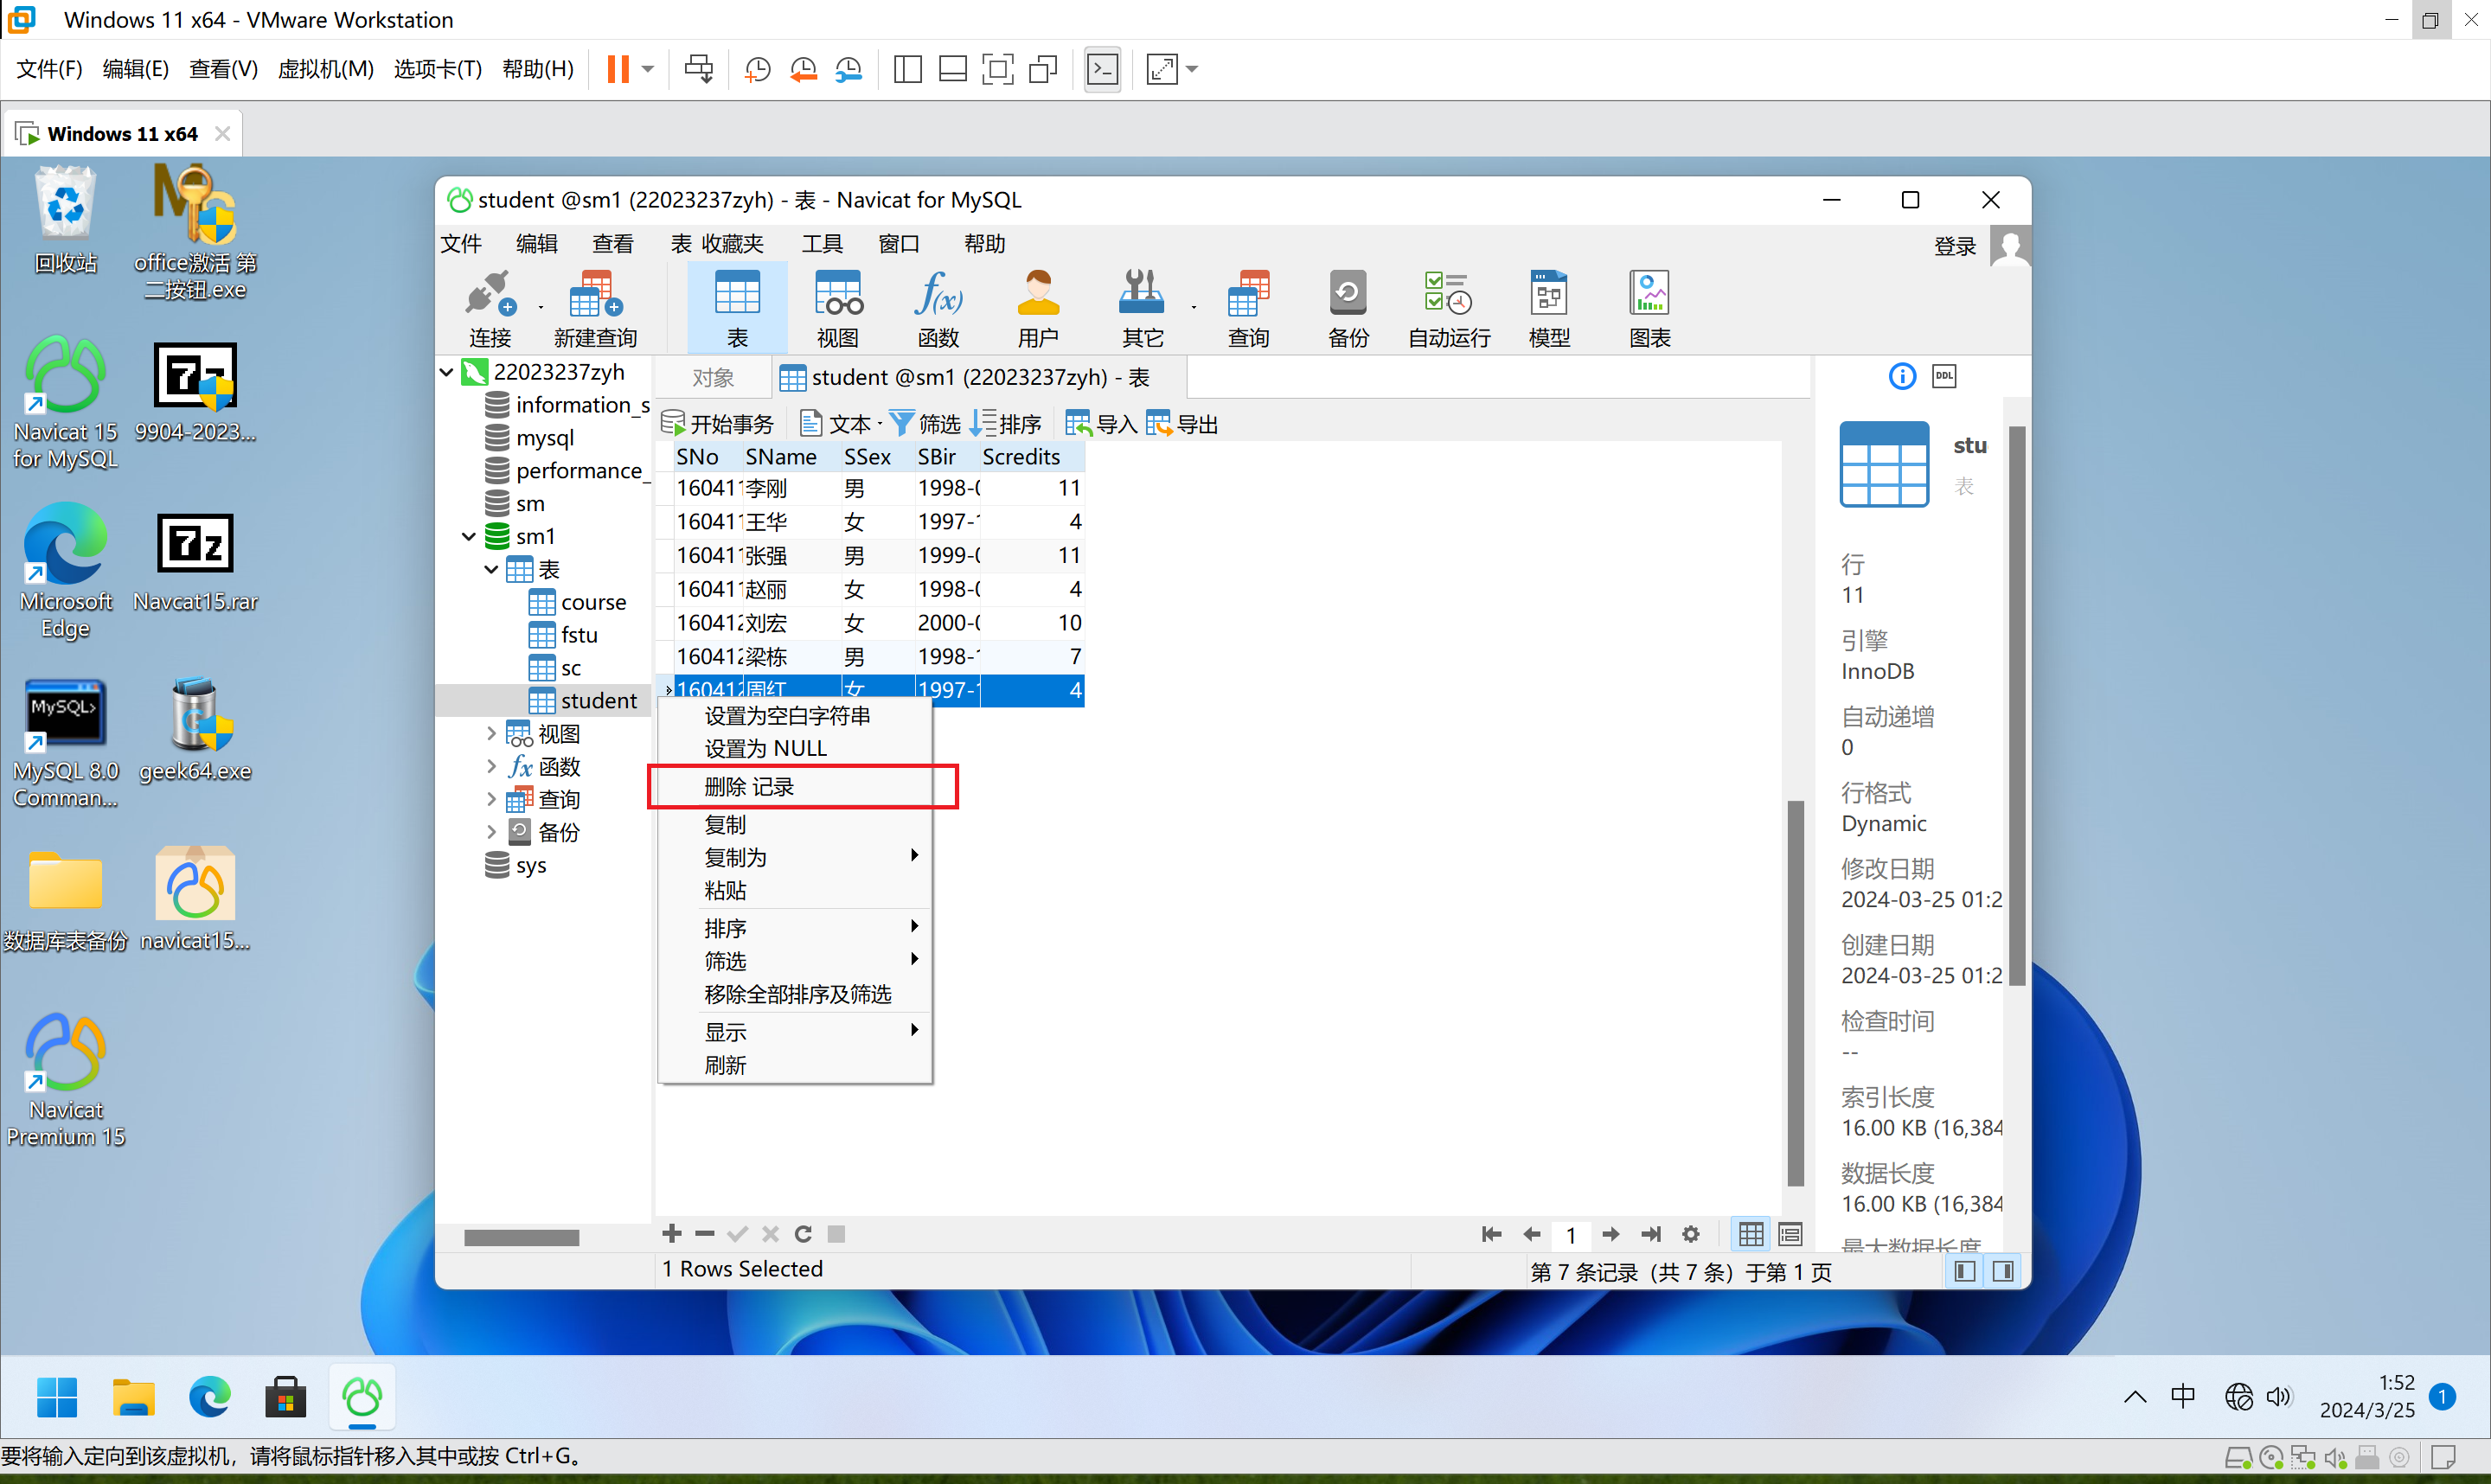 Windows 11 x64 - VMware Workstation
文件(F) 编辑(E) 查看(V) 虚拟机(M) 选项卡(T) 帮助(H)
Windows 11 x64
回收站
office激活 第
二按钮.exe
Navicat 15
for MySQL
9904-2023...
Microsoft
Edge
Navcat15.rar
MySQL>
MySQL 8.0
Comman...
geek64.exe
数据库表备份
navicat15...
Navicat
Premium 15
student @sm1 (22023237zyh) - 表 - Navicat for MySQL
文件 编辑 查看 表 收藏夹 工具 窗口 帮助
登录
连接 新建查询 表 视图 函数 用户 其它 查询 备份 自动运行 模型 图表
22023237zyh
information_s
mysql
performance_
sm
sm1
表
course
fstu
sc
student
视图
函数
查询
备份
sys
对象 student @sm1 (22023237zyh) - 表
开始事务 文本 筛选 排序 导入 导出
SNo SName SSex SBir Scredits
160411 李刚 男 1998-0 11
160411 王华 女 1997-1 4
160411 张强 男 1999-0 11
160411 赵丽 女 1998-0 4
160412 刘宏 女 2000-0 10
160412 梁栋 男 1998-1 7
160412 周红 女 1997-1 4
设置为空白字符串
设置为 NULL
删除 记录
复制
复制为
粘贴
排序
筛选
移除全部排序及筛选
显示
刷新
DDL
stu
表
行
11
引擎
InnoDB
自动递增
0
行格式
Dynamic
修改日期
2024-03-25 01:2
创建日期
2024-03-25 01:2
检查时间
--
索引长度
16.00 KB (16,384
数据长度
16.00 KB (16,384
最大数据长度
1
1 Rows Selected
第 7 条记录 (共 7 条) 于第 1 页
中
1:52
2024/3/25
1
要将输入定向到该虚拟机，请将鼠标指针移入其中或按 Ctrl+G。